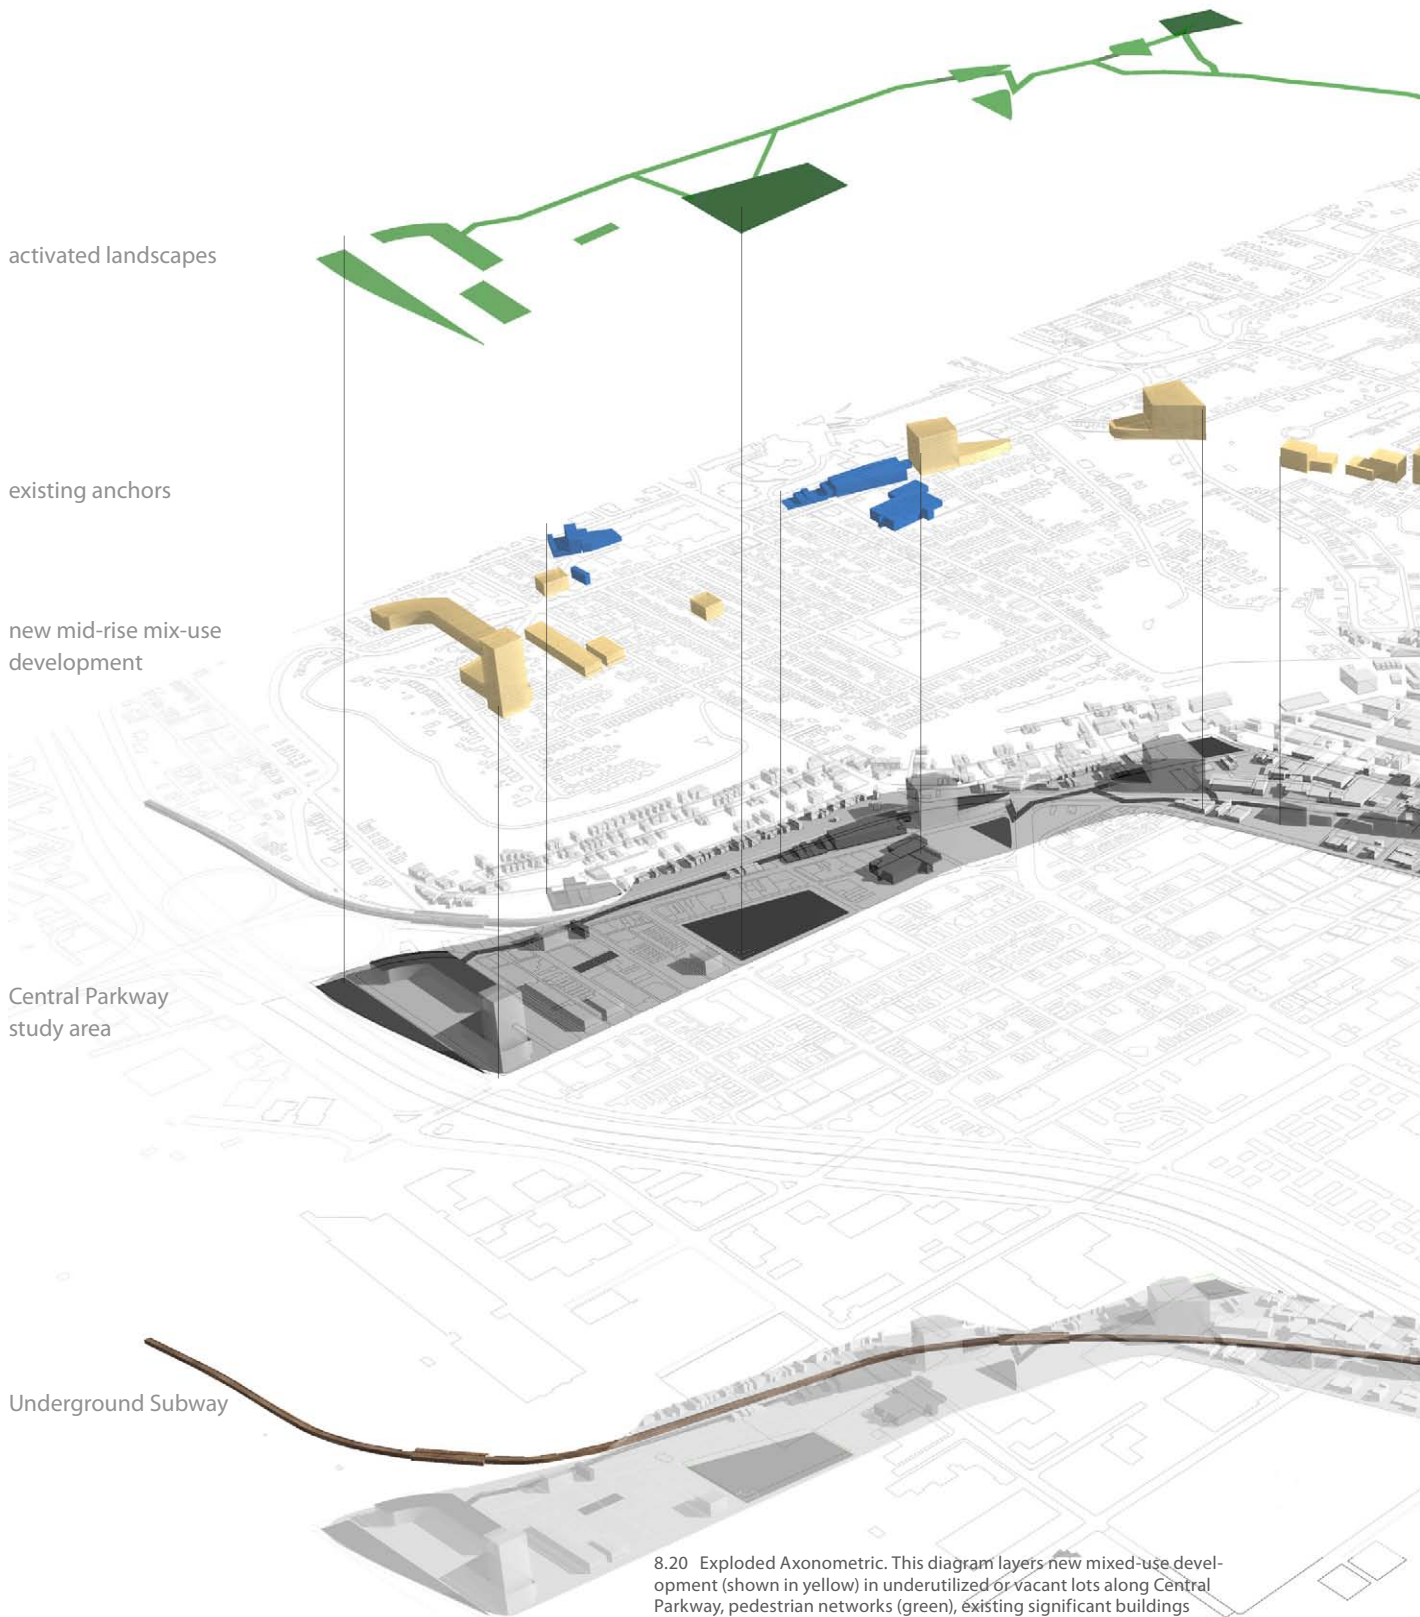 activated landscapes
existing anchors
new mid-rise mix-use
development
Central Parkway
study area
Underground Subway
8.20 Exploded Axonometric. This diagram layers new mixed-use devel-
opment (shown in yellow) in underutilized or vacant lots along Central
Parkway, pedestrian networks (green), existing significant buildings